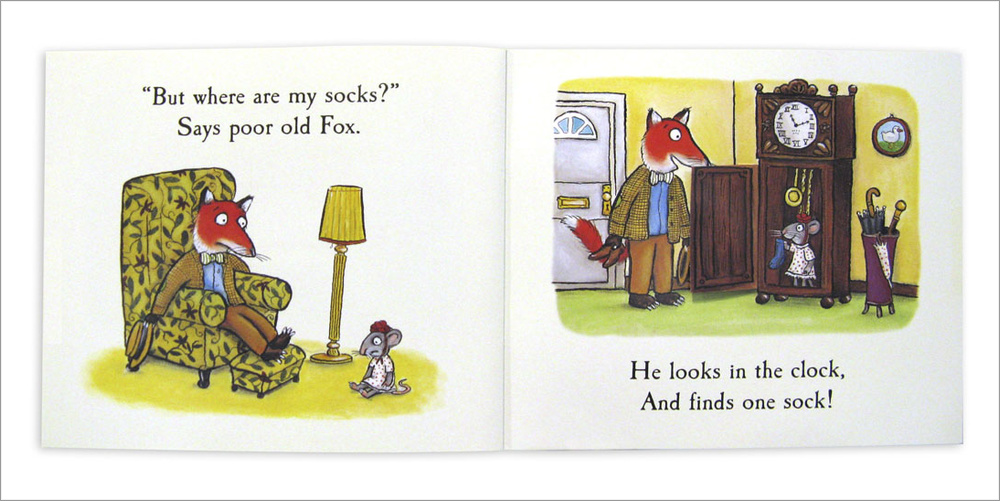 “But where are my socks?”
Says poor old Fox.
He looks in the clock,
And finds one sock!